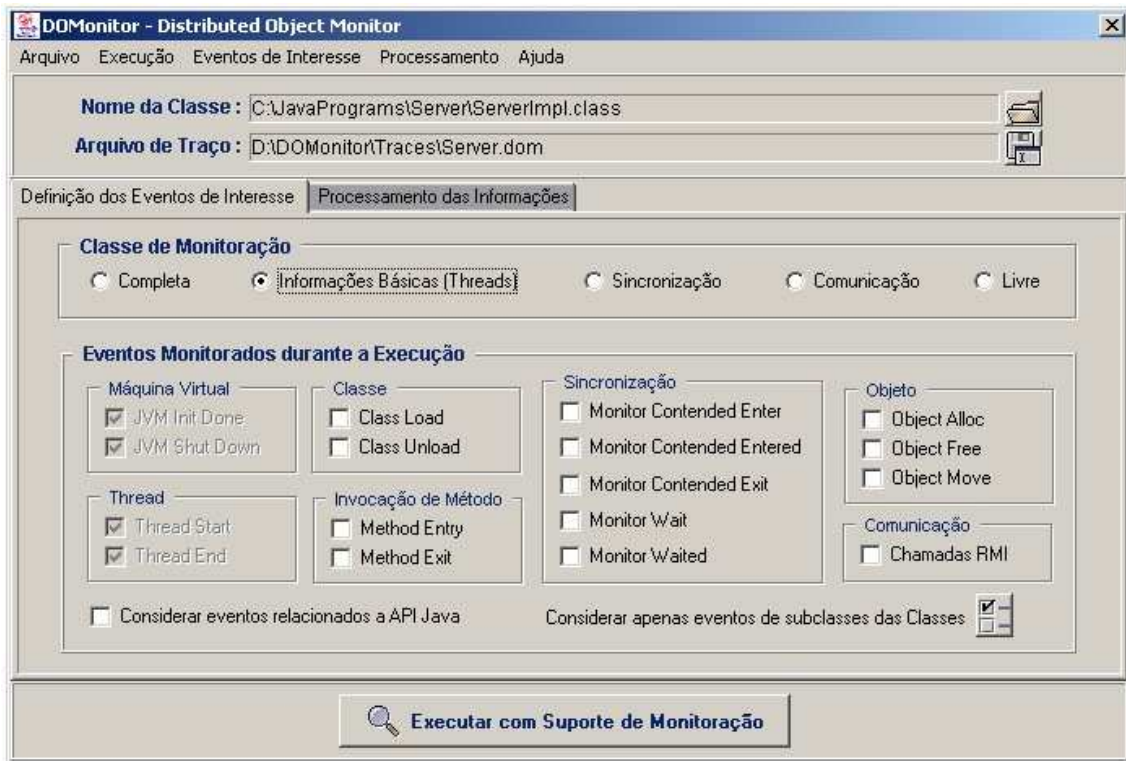 DOMonitor - Distributed Object Monitor
Arquivo Execução Eventos de Interesse Processamento Ajuda
Nome da Classe : C:\JavaPrograms\Server\ServerImpl.class
Arquivo de Traço : D:\DOMonitor\Traces\Server.dom
Definição dos Eventos de Interesse Processamento das Informações
Classe de Monitoração
Completa Informações Básicas (Threads) Sincronização Comunicação Livre
Eventos Monitorados durante a Execução
Máquina Virtual
JVM Init Done
JVM Shut Down
Classe
Class Load
Class Unload
Sincronização
Monitor Contended Enter
Monitor Contended Entered
Monitor Contended Exit
Monitor Wait
Monitor Waited
Objeto
Object Alloc
Object Free
Object Move
Thread
Thread Start
Thread End
Invocação de Método
Method Entry
Method Exit
Comunicação
Chamadas RMI
Considerar eventos relacionados a API Java
Considerar apenas eventos de subclasses das Classes
Executar com Suporte de Monitoração